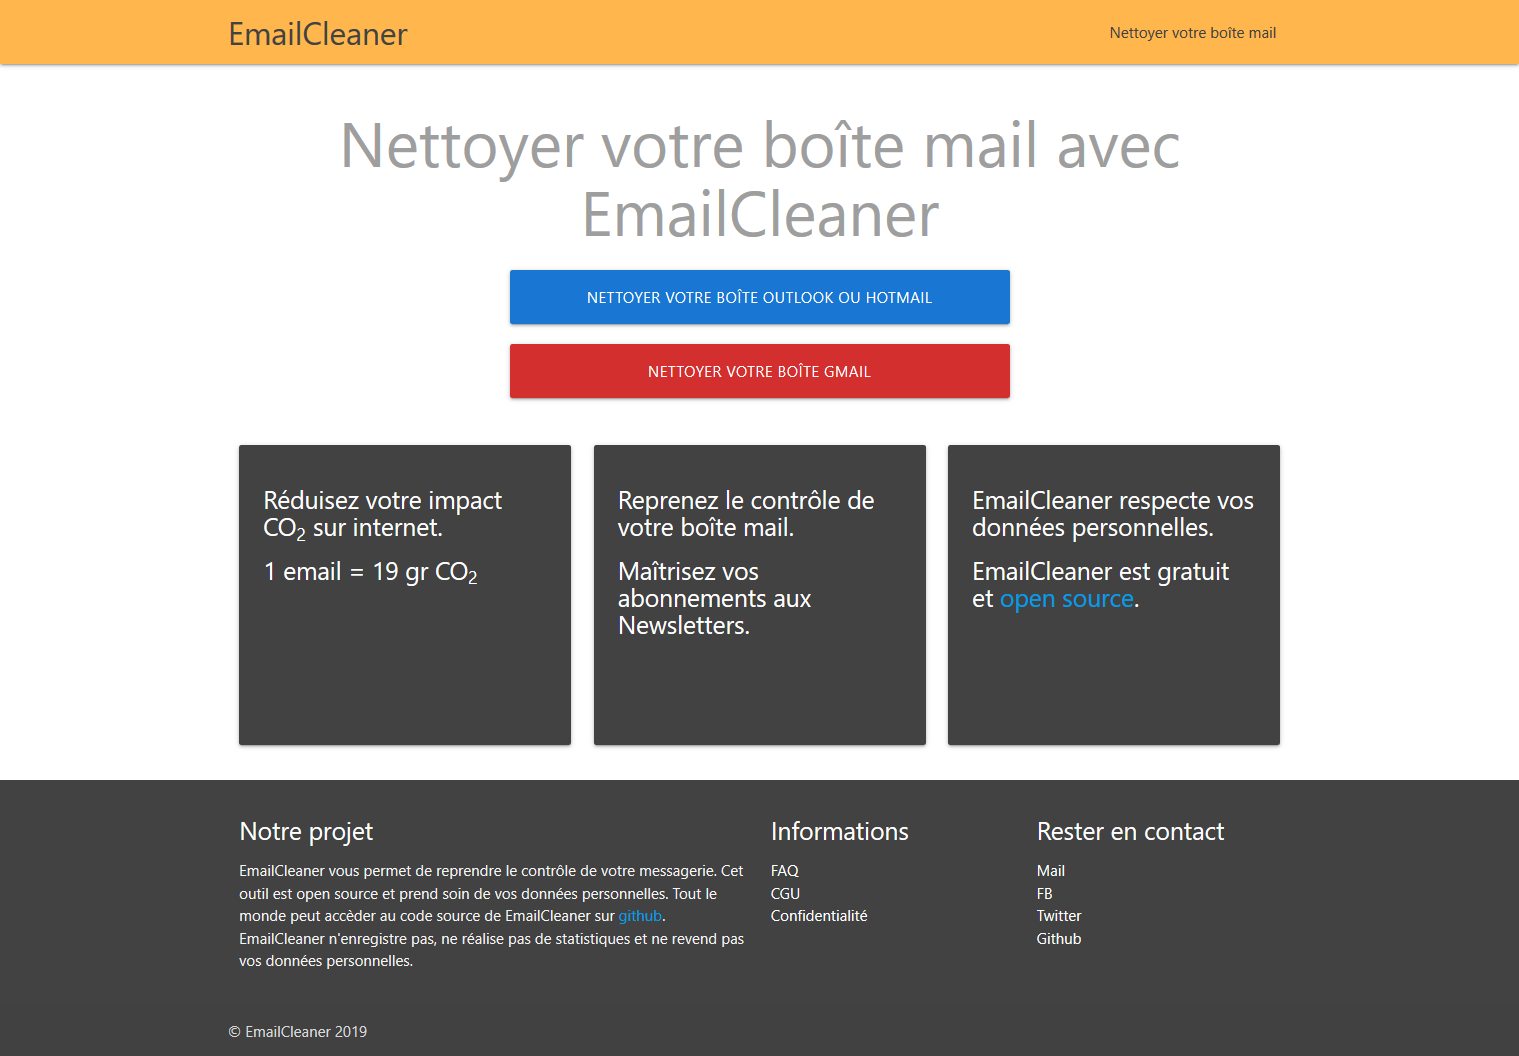 EmailCleaner
Nettoyer votre boîte mail
Nettoyer votre boîte mail avec
EmailCleaner
NETTOYER VOTRE BOÎTE OUTLOOK OU HOTMAIL
NETTOYER VOTRE BOÎTE GMAIL
Réduisez votre impact
CO₂ sur internet.
1 email = 19 gr CO₂
Reprenez le contrôle de
votre boîte mail.
Maîtrisez vos
abonnements aux
Newsletters.
EmailCleaner respecte vos
données personnelles.
EmailCleaner est gratuit
et open source.
Notre projet
EmailCleaner vous permet de reprendre le contrôle de votre messagerie. Cet
outil est open source et prend soin de vos données personnelles. Tout le
monde peut accèder au code source de EmailCleaner sur github.
EmailCleaner n'enregistre pas, ne réalise pas de statistiques et ne revend pas
vos données personnelles.
Informations
FAQ
CGU
Confidentialité
Rester en contact
Mail
FB
Twitter
Github
© EmailCleaner 2019